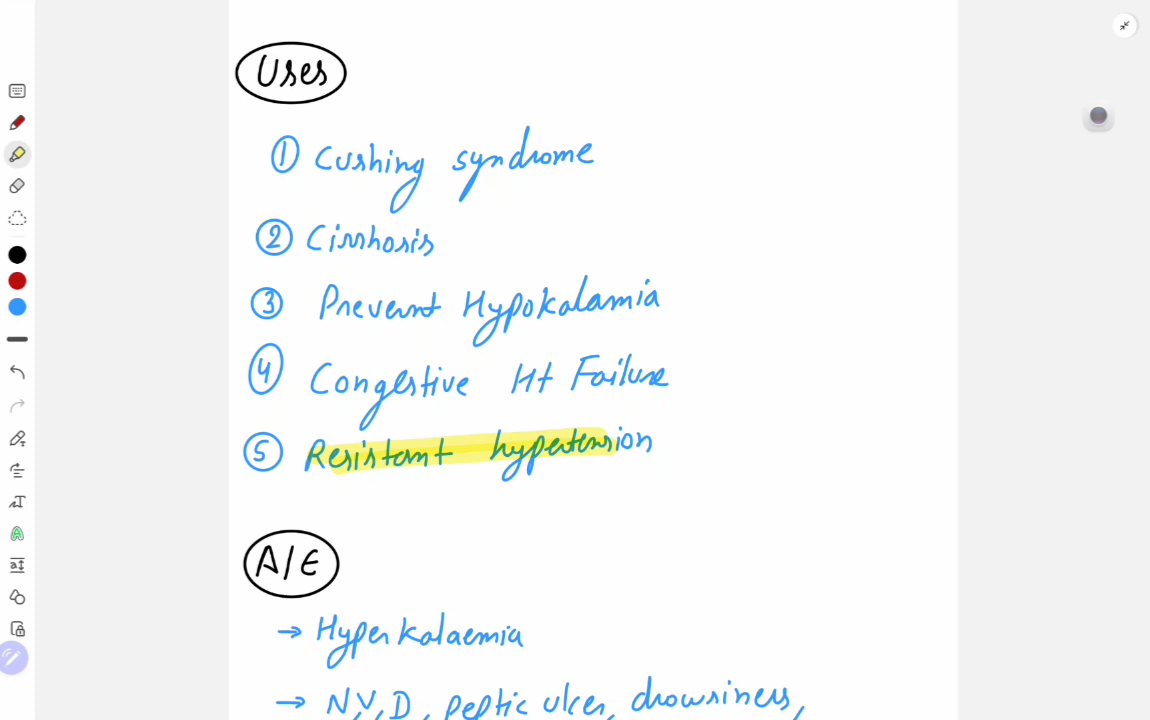 Uses
① Cushing syndrome
② Cirrhosis
③ Prevent Hypokalamia
④ Congestive Ht Failure
⑤ Resistant hypertension
A/E
→ Hyperkalaemia
→ N,V,D, peptic ulcer, drowsiness,